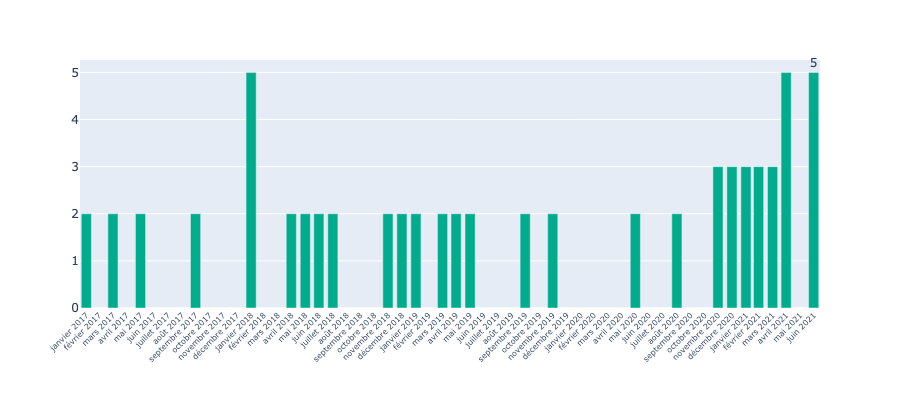 5
5
4
3
2
1
0
janvier 2017
février 2017
mars 2017
avril 2017
mai 2017
juin 2017
juillet 2017
août 2017
septembre 2017
octobre 2017
novembre 2017
décembre 2017
janvier 2018
février 2018
mars 2018
avril 2018
mai 2018
juin 2018
juillet 2018
août 2018
septembre 2018
octobre 2018
novembre 2018
décembre 2018
janvier 2019
février 2019
mars 2019
avril 2019
mai 2019
juin 2019
juillet 2019
août 2019
septembre 2019
octobre 2019
novembre 2019
décembre 2019
janvier 2020
février 2020
mars 2020
avril 2020
mai 2020
juin 2020
juillet 2020
août 2020
septembre 2020
octobre 2020
novembre 2020
décembre 2020
janvier 2021
février 2021
mars 2021
avril 2021
mai 2021
juin 2021